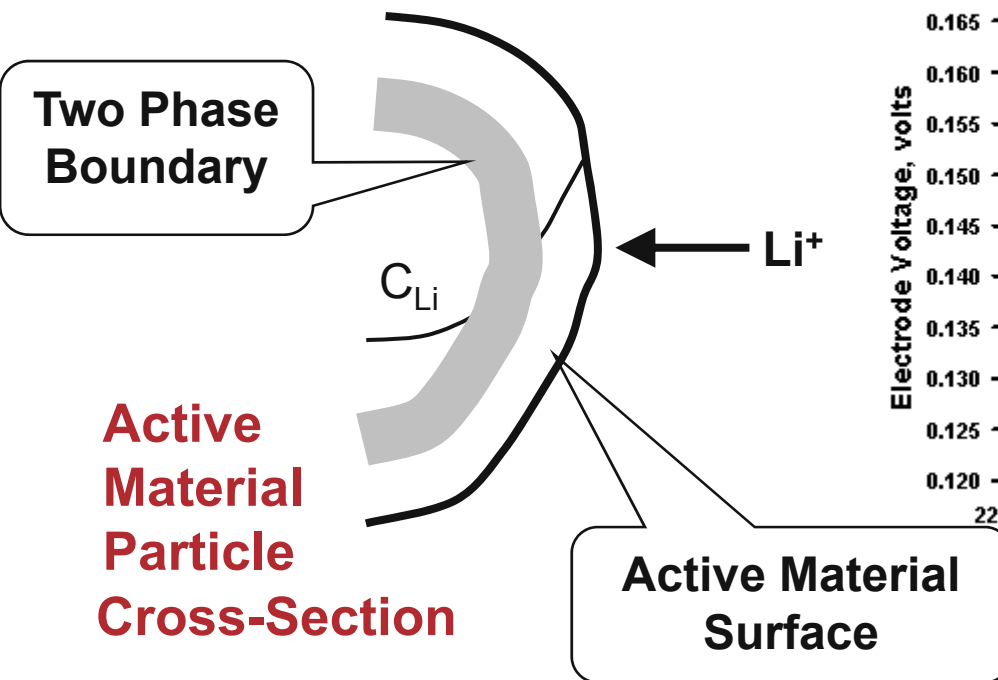 Two Phase
Boundary
C_Li
Li⁺
Active
Material
Particle
Cross-Section
Active Material
Surface
Electrode Voltage, volts
0.165
0.160
0.155
0.150
0.145
0.140
0.135
0.130
0.125
0.120
22